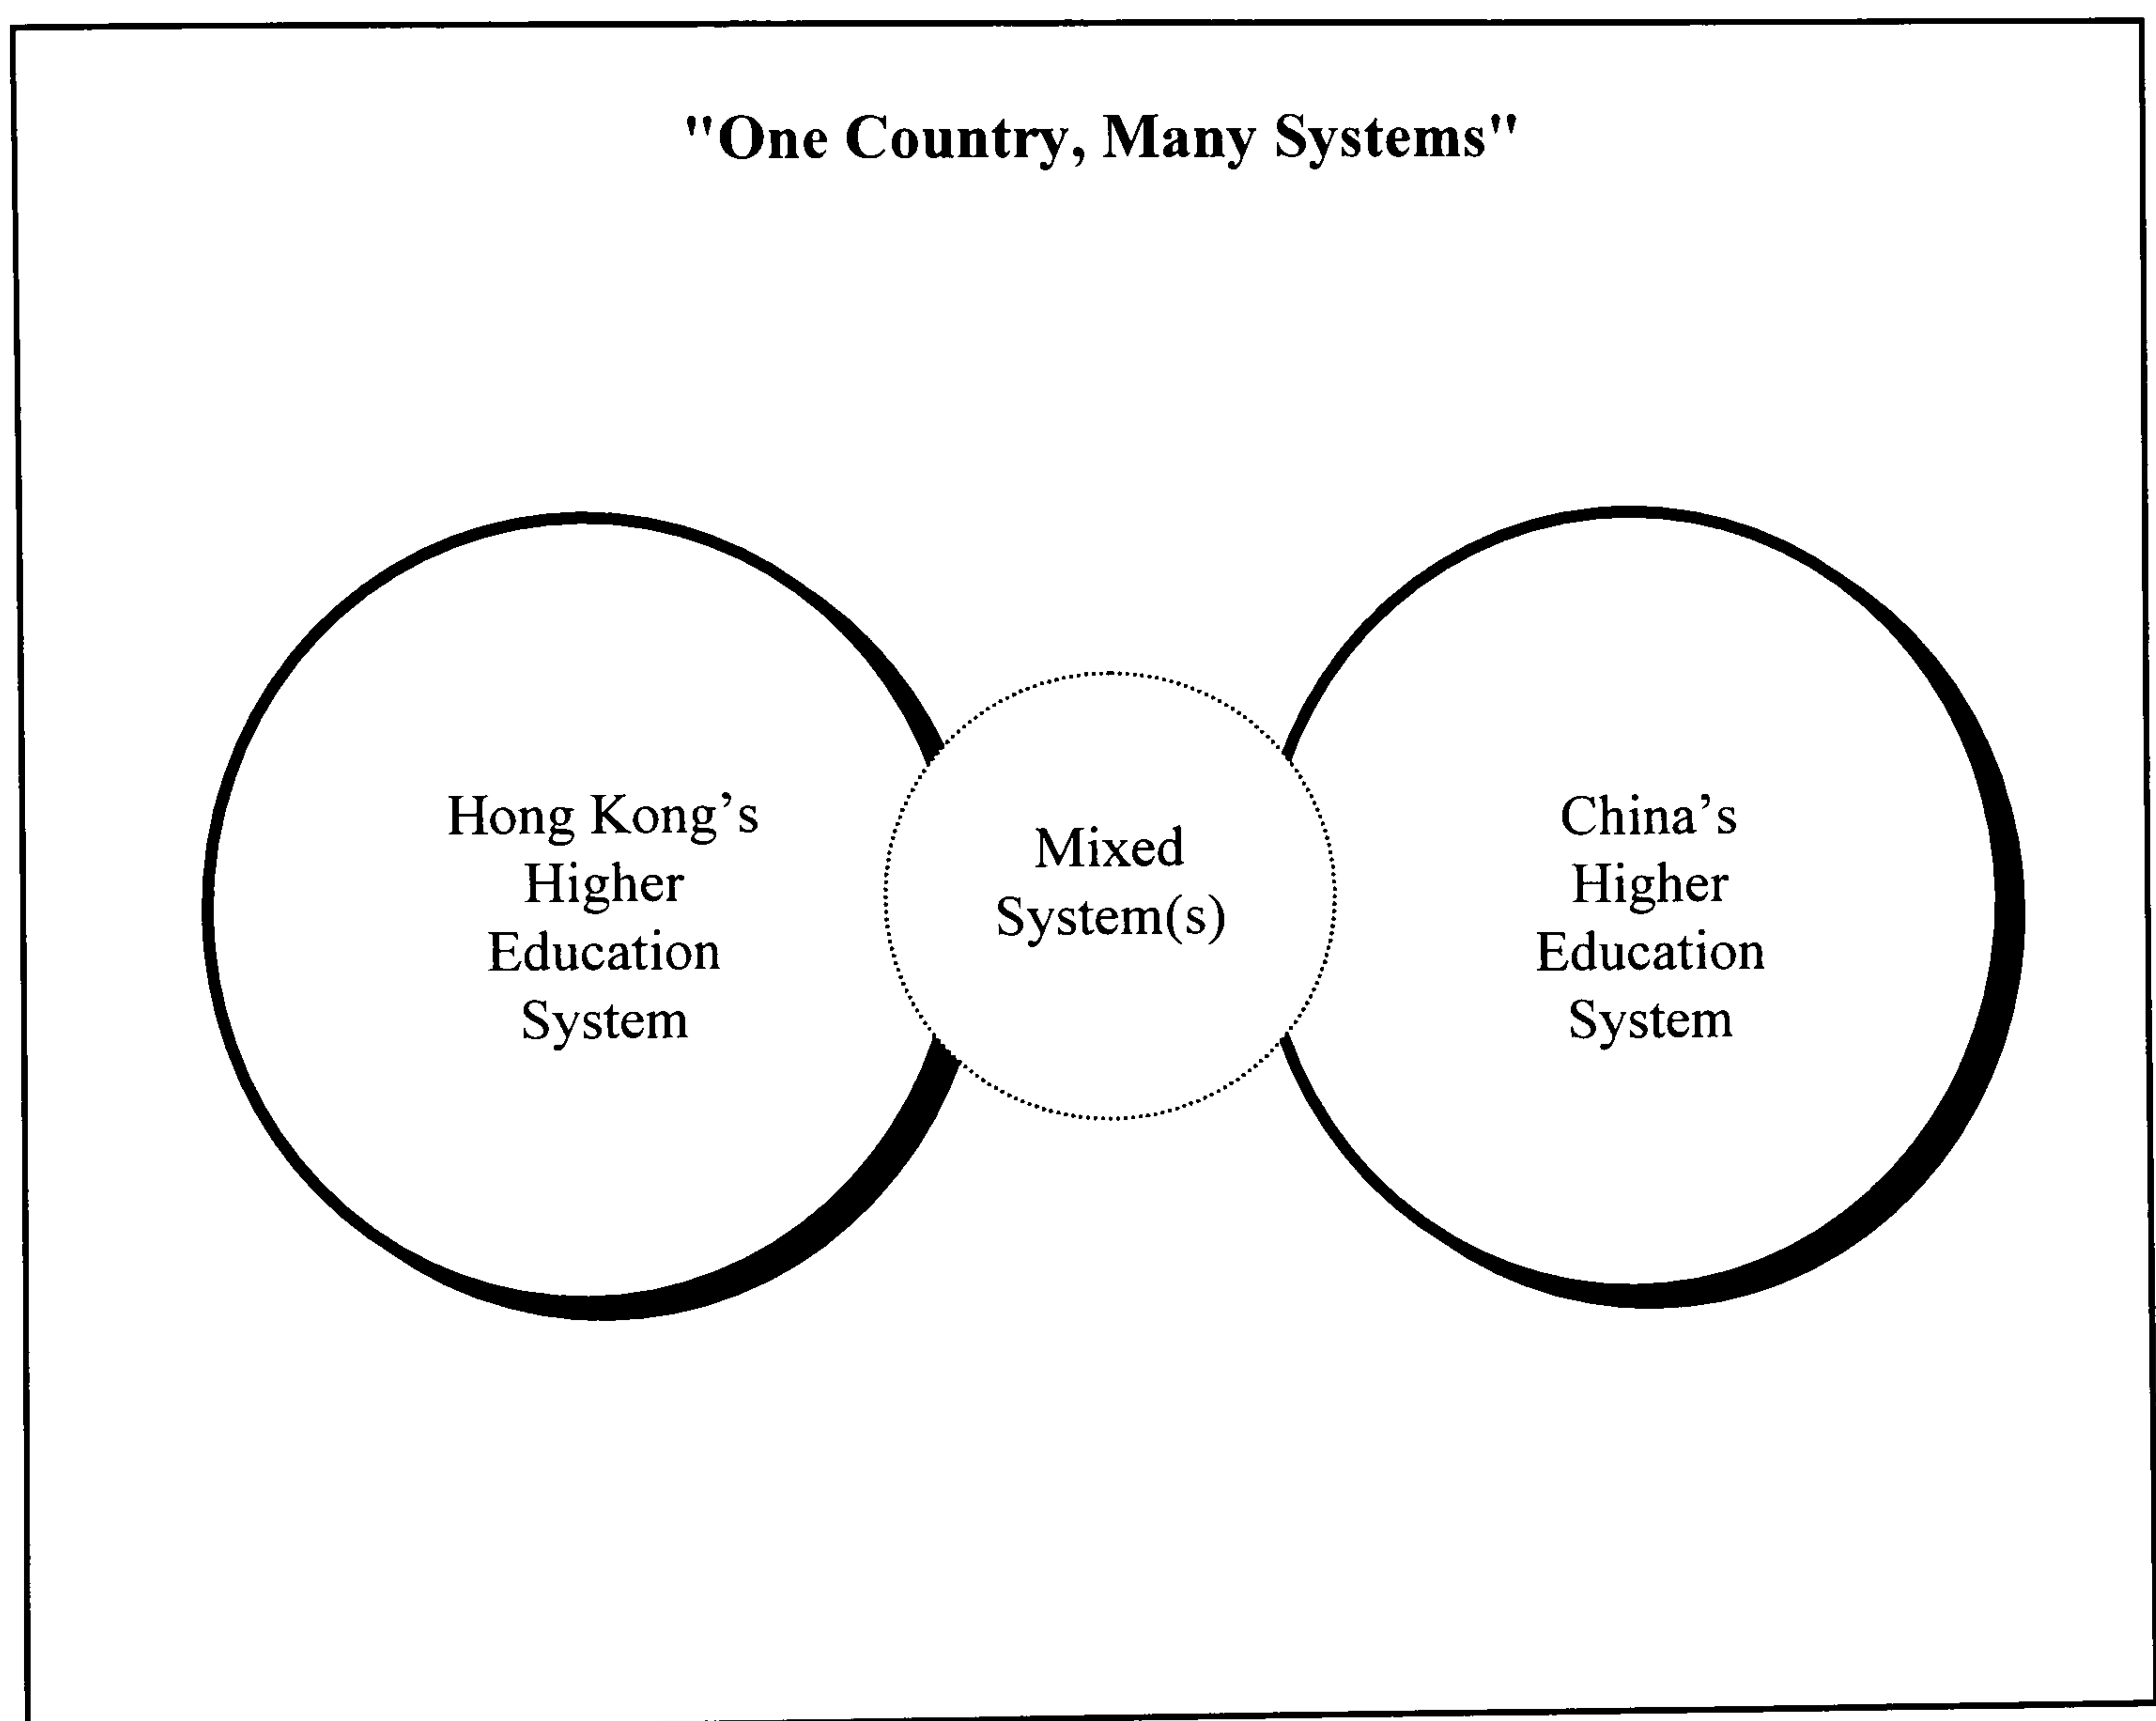 "One Country, Many Systems"
Hong Kong’s
Higher
Education
System
Mixed
System(s)
China’s
Higher
Education
System